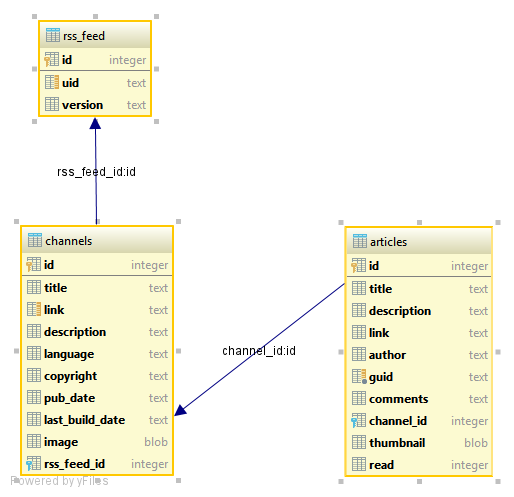 rss_feed
id integer
uid text
version text
rss_feed_id:id
channels
id integer
title text
link text
description text
language text
copyright text
pub_date text
last_build_date text
image blob
rss_feed_id integer
channel_id:id
articles
id integer
title text
description text
link text
author text
guid text
comments text
channel_id integer
thumbnail blob
read integer
Powered by yFiles